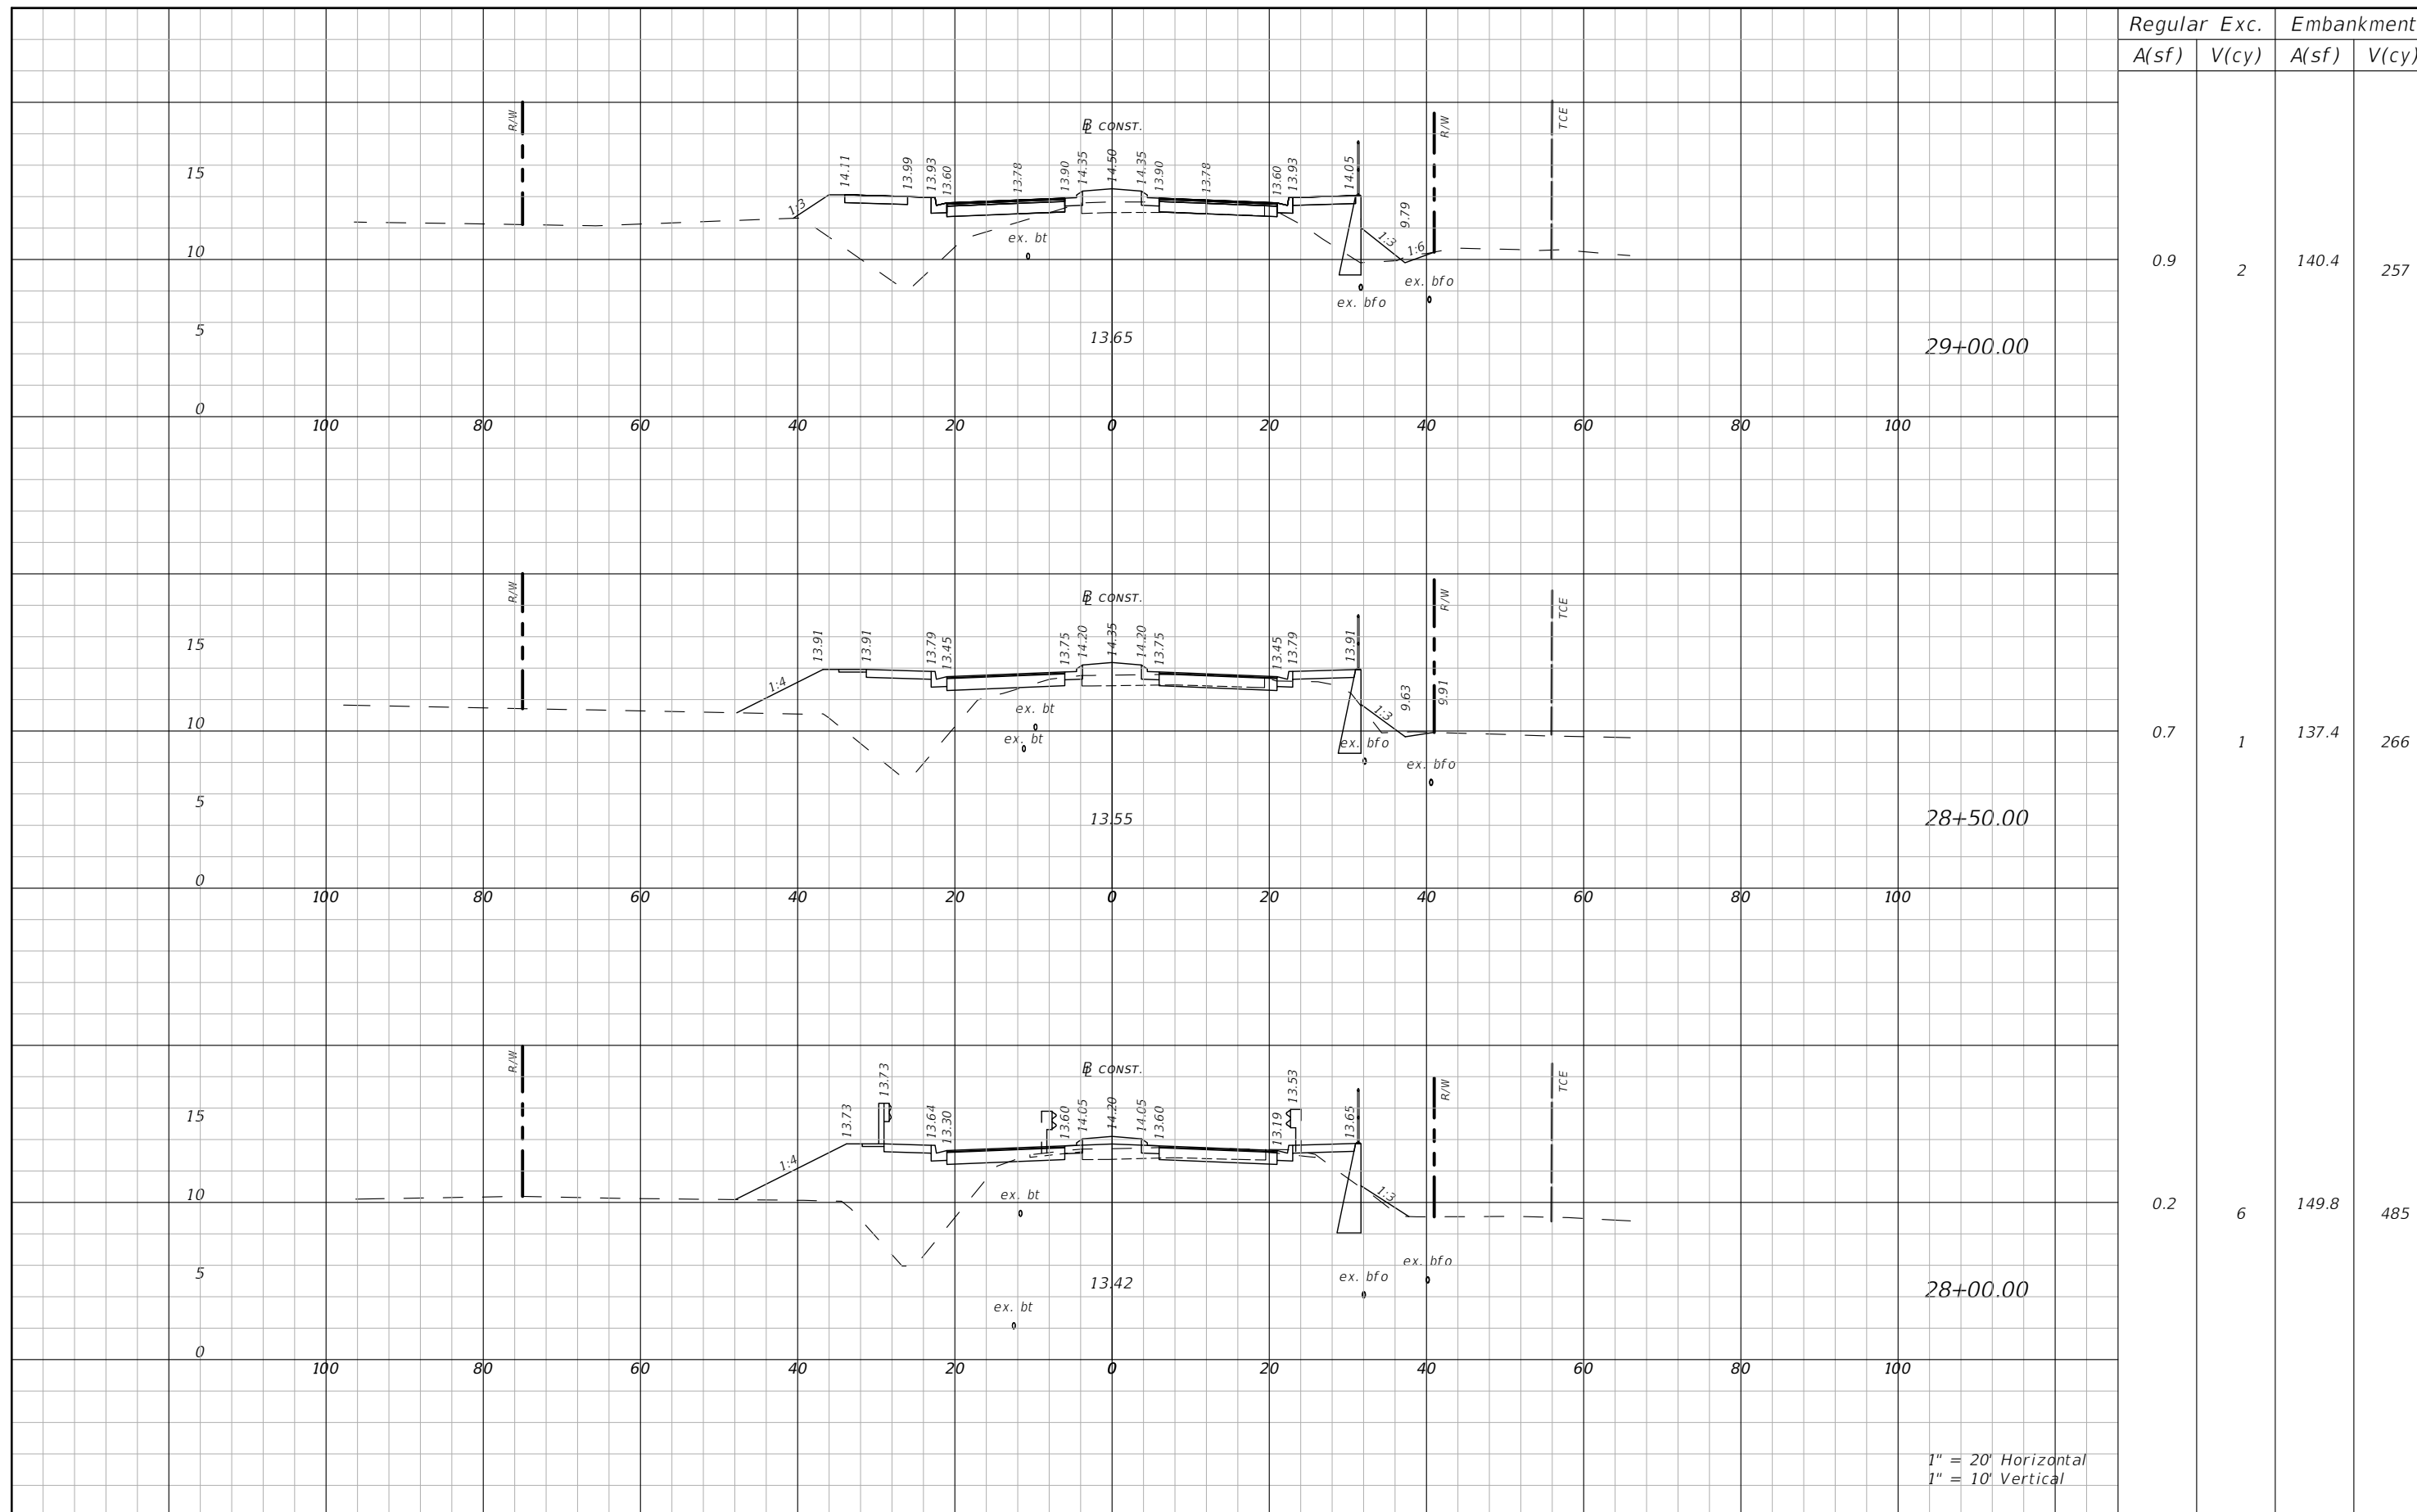 Regular Exc. Embankment
A(sf) V(cy) A(sf) V(cy)
R/W
℄ CONST.
R/W
TCE
15
10
5
0
1:3
14.11
13.99
13.93
13.60
13.78
13.90
14.35
14.50
14.35
13.90
13.78
13.60
13.93
14.05
9.79
1:3
1:6
ex. bt
ex. bfo
ex. bfo
13.65
29+00.00
0.9 2 140.4 257
100 80 60 40 20 0 20 40 60 80 100
R/W
℄ CONST.
R/W
TCE
15
10
5
0
1:4
13.91
13.91
13.79
13.45
13.75
14.20
14.35
14.20
13.75
13.45
13.79
13.91
9.63
9.91
1:3
ex. bt
ex. bt
ex. bfo
ex. bfo
13.55
28+50.00
0.7 1 137.4 266
100 80 60 40 20 0 20 40 60 80 100
R/W
℄ CONST.
R/W
TCE
15
10
5
0
1:4
13.73
13.73
13.64
13.30
13.60
14.05
14.20
14.05
13.60
13.19
13.53
13.65
1:3
ex. bt
ex. bt
ex. bfo
ex. bfo
13.42
28+00.00
0.2 6 149.8 485
100 80 60 40 20 0 20 40 60 80 100
1" = 20' Horizontal
1" = 10' Vertical